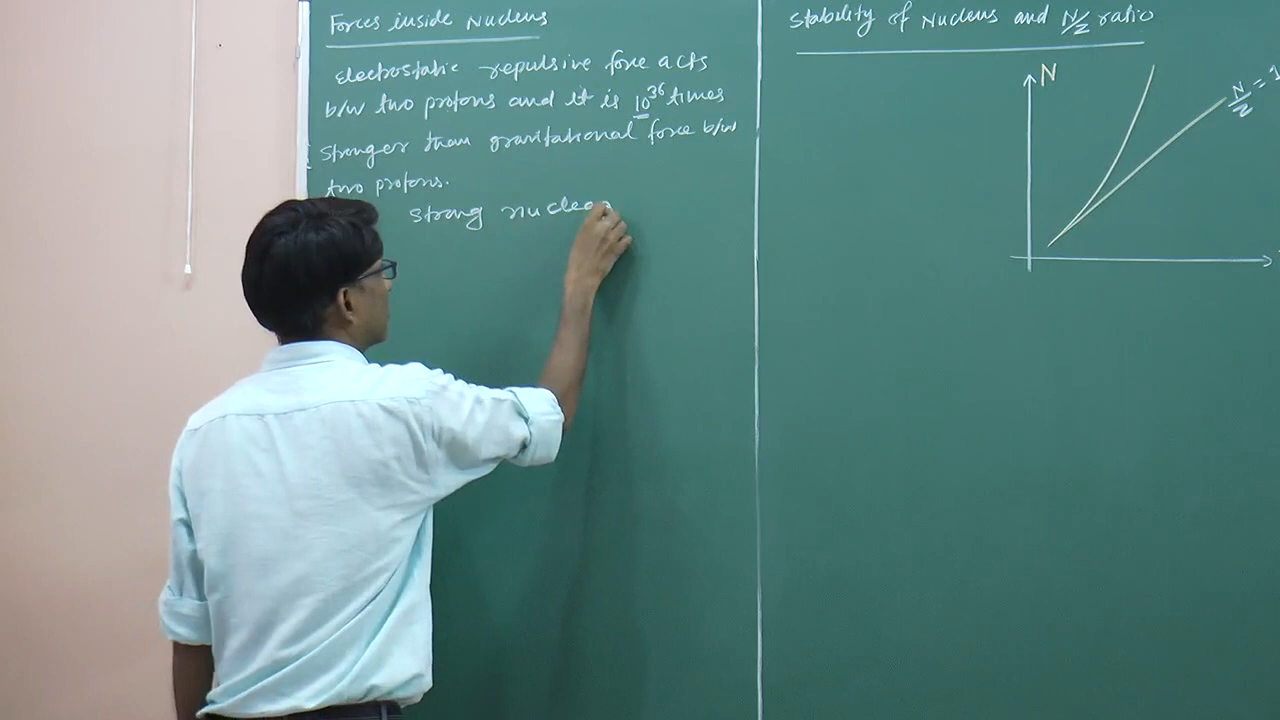 Forces inside Nucleus
Electrostatic repulsive force acts
b/w two protons and it is 10^36 times
stronger than gravitational force b/w
two protons.
strong nuclear
Stability of Nucleus and N/Z ratio
N
N/Z = 1